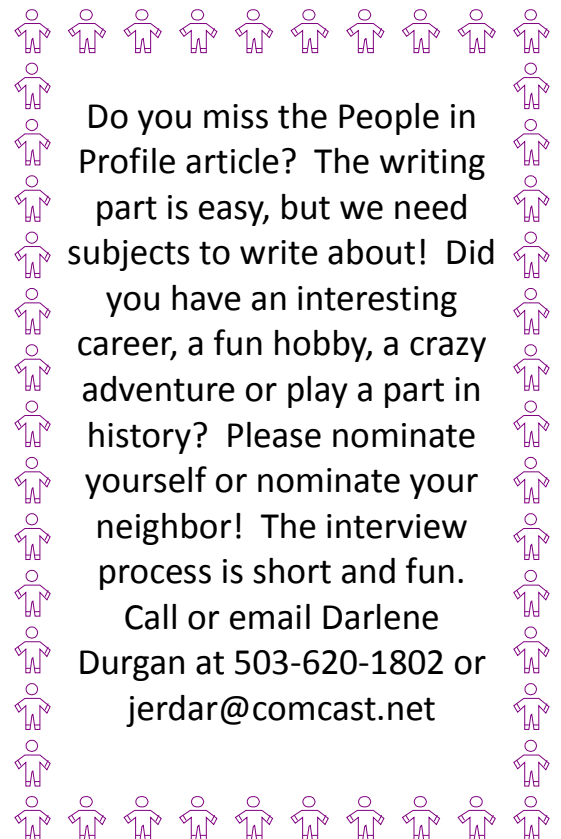 Do you miss the People in
Profile article?  The writing
part is easy, but we need
subjects to write about!  Did
you have an interesting
career, a fun hobby, a crazy
adventure or play a part in
history?  Please nominate
yourself or nominate your
neighbor!  The interview
process is short and fun.
Call or email Darlene
Durgan at 503-620-1802 or
jerdar@comcast.net